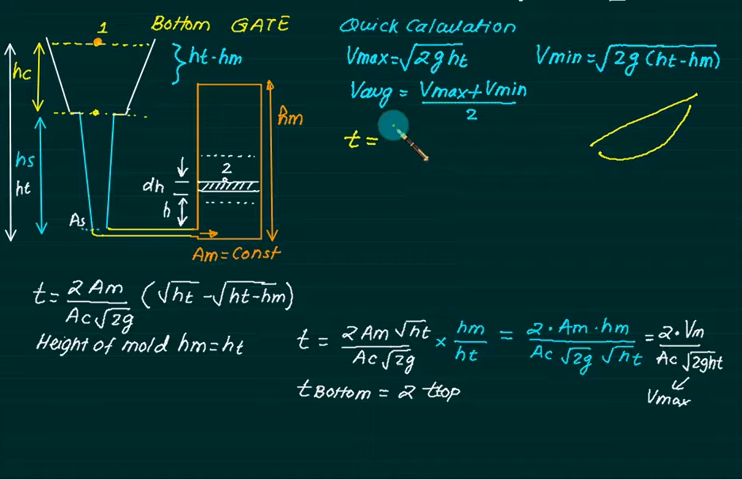 1 Bottom GATE
Quick Calculation
hc
} ht-hm
Vmax = √2ght
Vmin = √2g(ht-hm)
Vavg = Vmax + Vmin / 2
hm
t =
hs
ht
2
dh
h
As
Am = Const
t = 2Am / Ac√2g (√ht - √ht-hm)
Height of mold hm = ht
t = 2Am√ht / Ac√2g × hm / ht = 2·Am·hm / Ac√2g √ht = 2·Vm / Ac√2ght
t Bottom = 2 ttop
Vmax